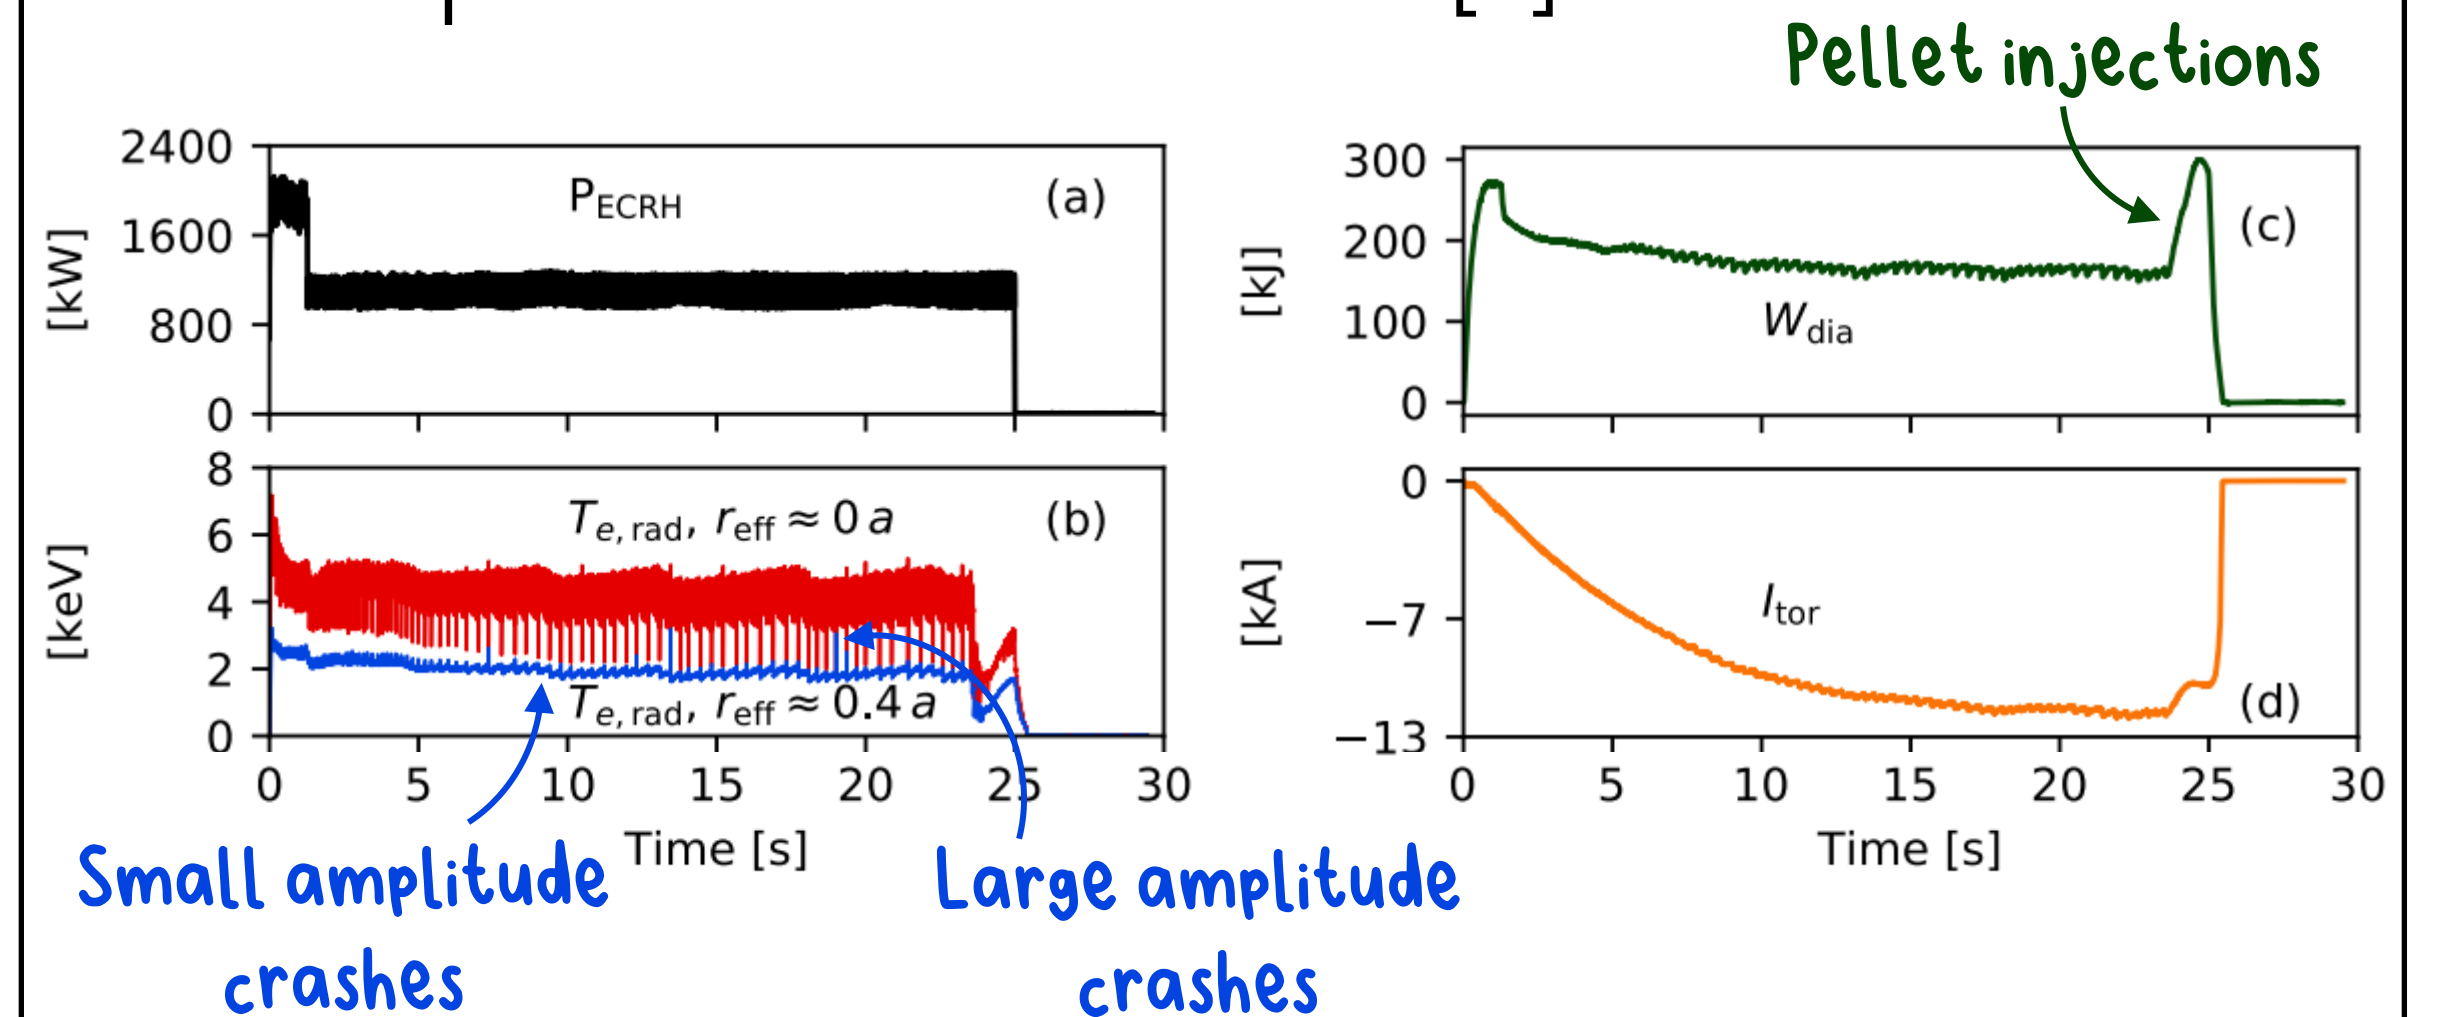 Pellet injections
2400
1600
800
0
[kW]
P_ECRH
(a)
300
200
100
0
[kJ]
W_dia
(c)
8
6
4
2
0
[keV]
T_e, rad, r_eff ≈ 0 a
(b)
T_e, rad, r_eff ≈ 0.4 a
0
−7
−13
[kA]
I_tor
(d)
0 5 10 15 20 25 30
Time [s]
0 5 10 15 20 25 30
Time [s]
Small amplitude
crashes
Large amplitude
crashes